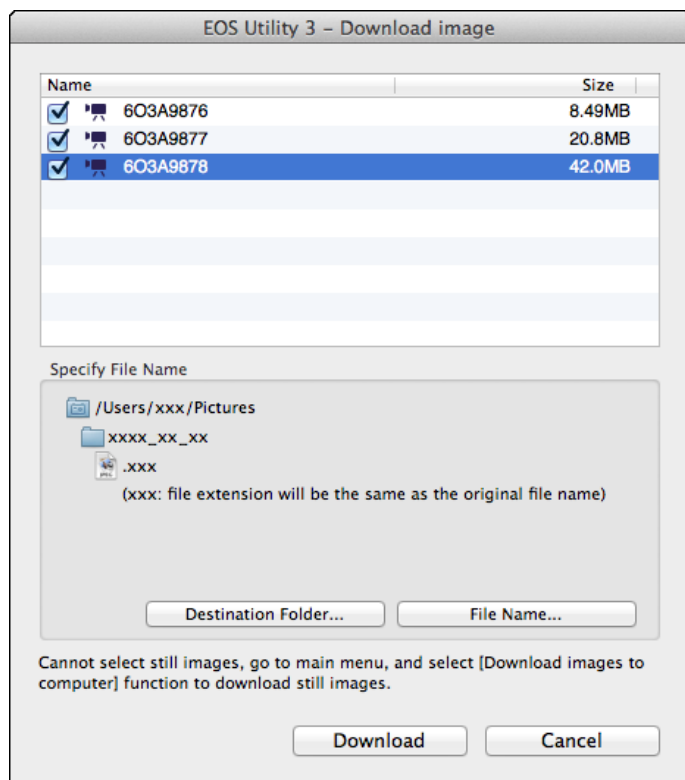 EOS Utility 3 – Download image
Name Size
6O3A9876 8.49MB
6O3A9877 20.8MB
6O3A9878 42.0MB
Specify File Name
/Users/xxx/Pictures
xxxx_xx_xx
JPEG .xxx
(xxx: file extension will be the same as the original file name)
Destination Folder... File Name...
Cannot select still images, go to main menu, and select [Download images to
computer] function to download still images.
Download Cancel